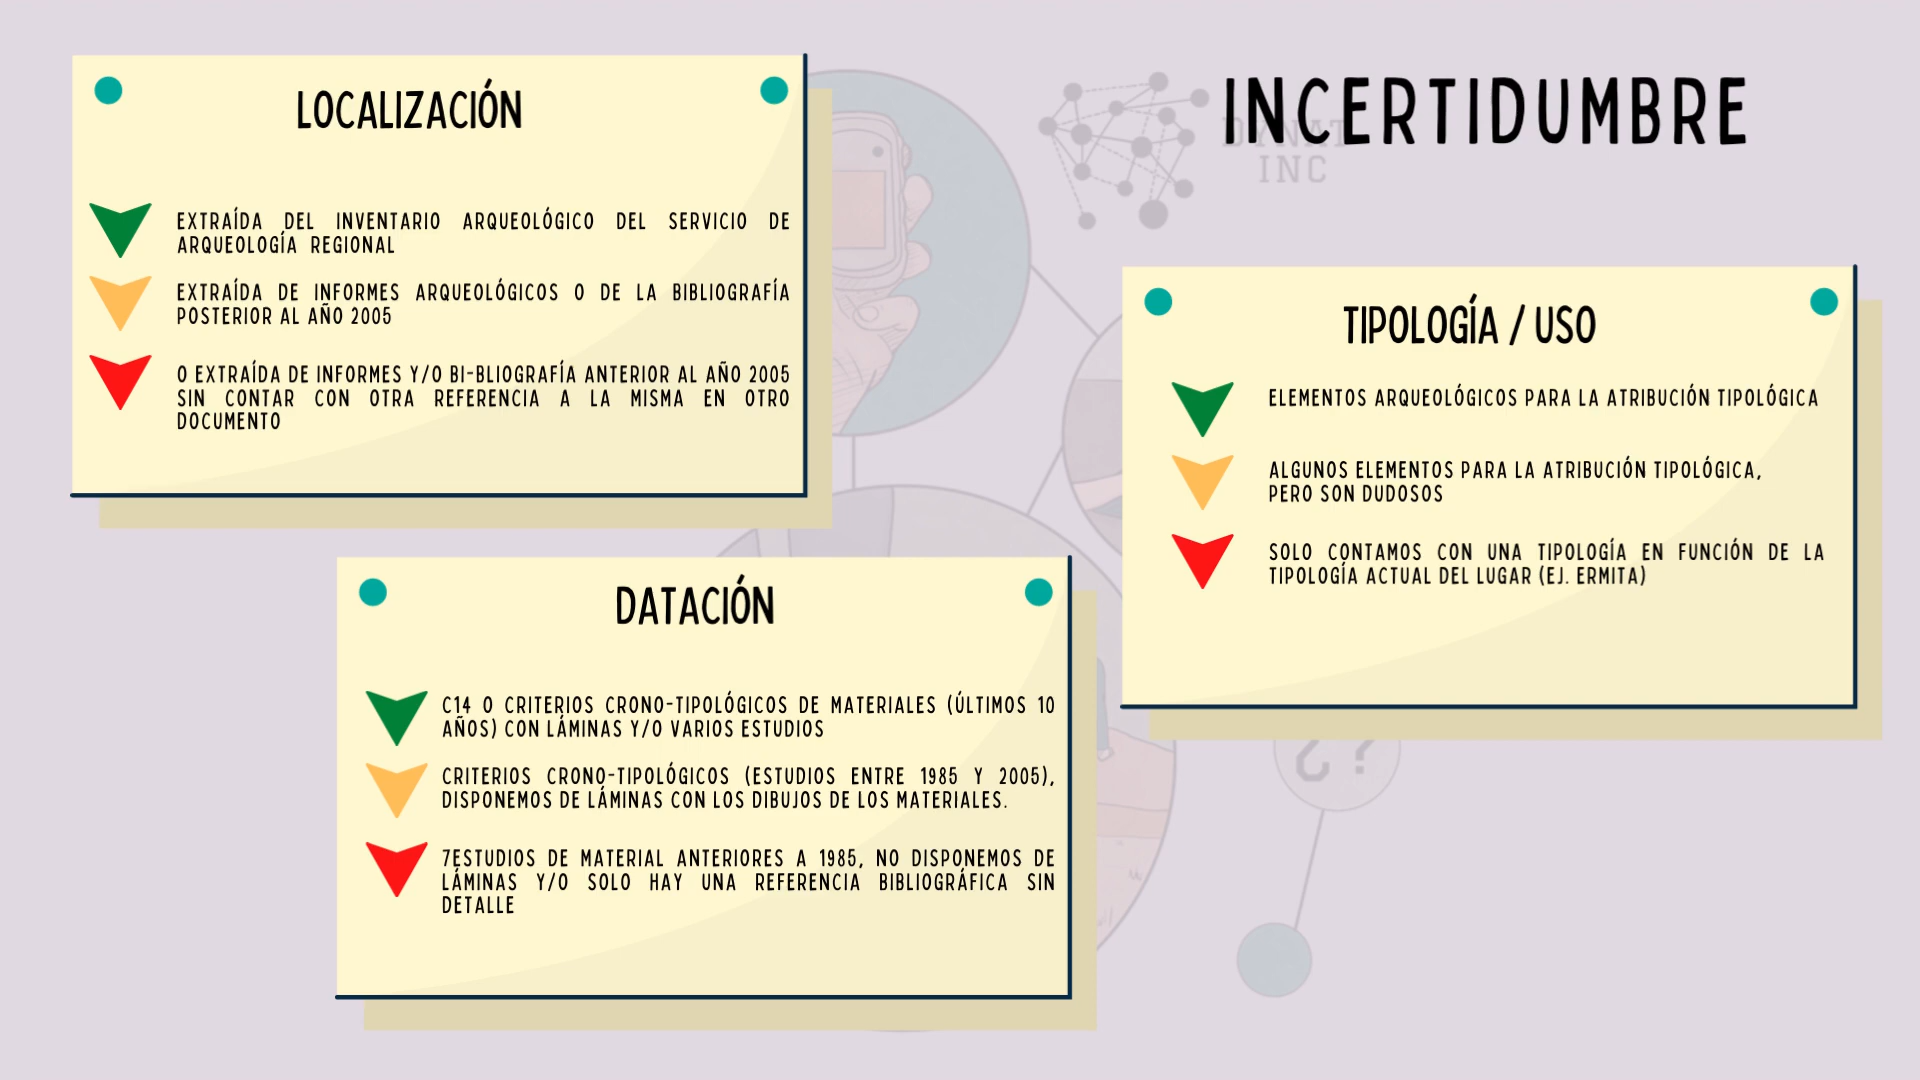 INCERTIDUMBRE
DYNAT
INC
LOCALIZACIÓN
EXTRAÍDA DEL INVENTARIO ARQUEOLÓGICO DEL SERVICIO DE
ARQUEOLOGÍA REGIONAL
EXTRAÍDA DE INFORMES ARQUEOLÓGICOS O DE LA BIBLIOGRAFÍA
POSTERIOR AL AÑO 2005
O EXTRAÍDA DE INFORMES Y/O BI-BLIOGRAFÍA ANTERIOR AL AÑO 2005
SIN CONTAR CON OTRA REFERENCIA A LA MISMA EN OTRO
DOCUMENTO
TIPOLOGÍA / USO
ELEMENTOS ARQUEOLÓGICOS PARA LA ATRIBUCIÓN TIPOLÓGICA
ALGUNOS ELEMENTOS PARA LA ATRIBUCIÓN TIPOLÓGICA,
PERO SON DUDOSOS
SOLO CONTAMOS CON UNA TIPOLOGÍA EN FUNCIÓN DE LA
TIPOLOGÍA ACTUAL DEL LUGAR (EJ. ERMITA)
DATACIÓN
C14 O CRITERIOS CRONO-TIPOLÓGICOS DE MATERIALES (ÚLTIMOS 10
AÑOS) CON LÁMINAS Y/O VARIOS ESTUDIOS
CRITERIOS CRONO-TIPOLÓGICOS (ESTUDIOS ENTRE 1985 Y 2005),
DISPONEMOS DE LÁMINAS CON LOS DIBUJOS DE LOS MATERIALES.
7ESTUDIOS DE MATERIAL ANTERIORES A 1985, NO DISPONEMOS DE
LÁMINAS Y/O SOLO HAY UNA REFERENCIA BIBLIOGRÁFICA SIN
DETALLE
¿?